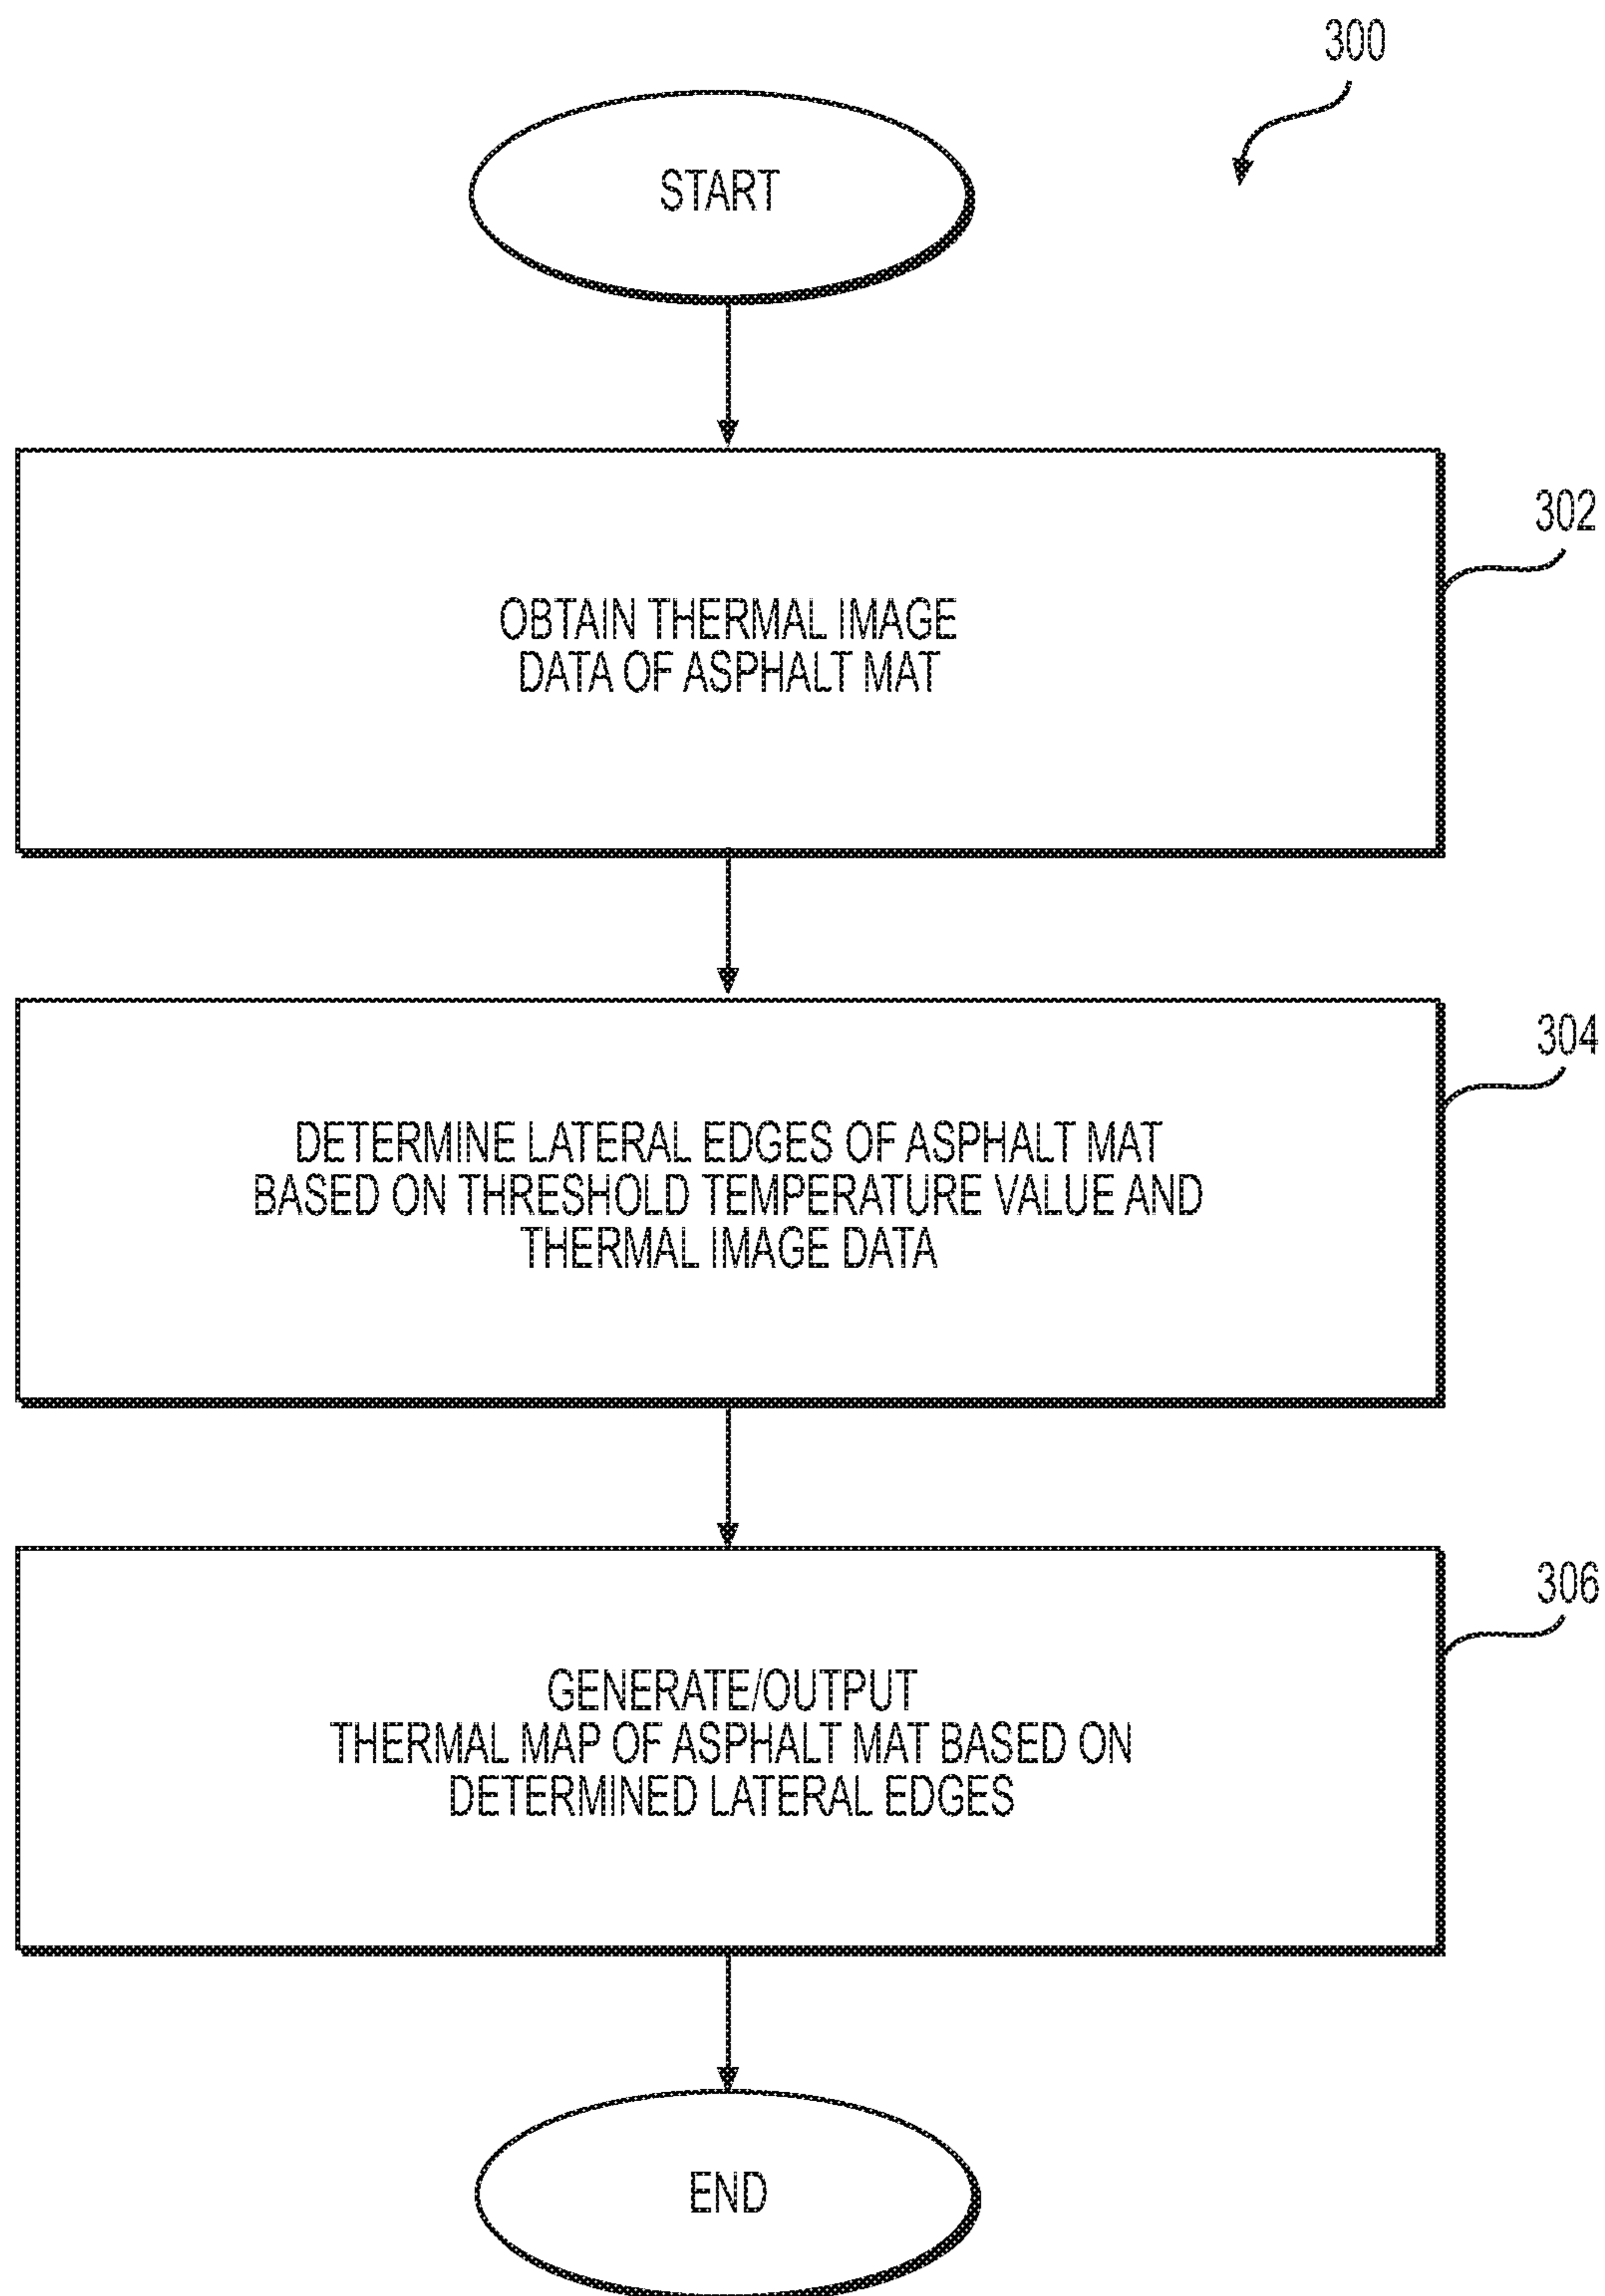 300
START
302
OBTAIN THERMAL IMAGE
DATA OF ASPHALT MAT
304
DETERMINE LATERAL EDGES OF ASPHALT MAT
BASED ON THRESHOLD TEMPERATURE VALUE AND
THERMAL IMAGE DATA
306
GENERATE/OUTPUT
THERMAL MAP OF ASPHALT MAT BASED ON
DETERMINED LATERAL EDGES
END